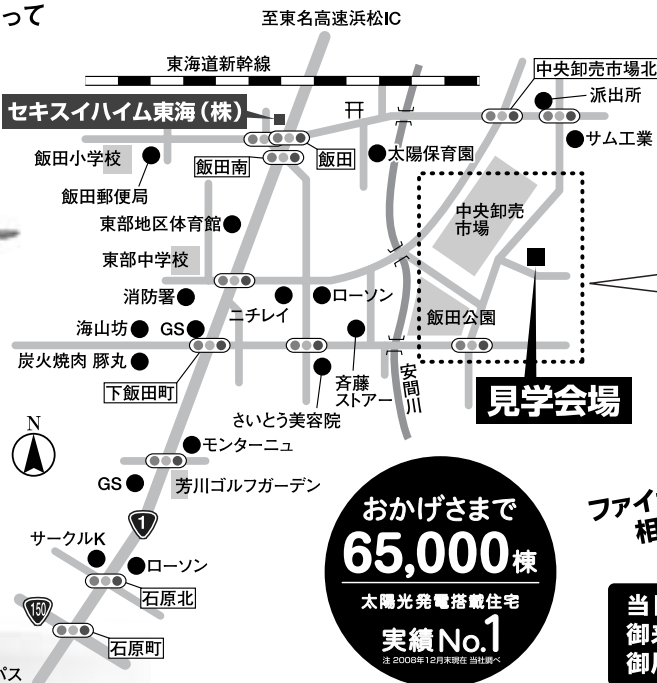 って
至東名高速浜松IC
東海道新幹線
中央卸売市場北
派出所
セキスイハイム東海(株)
サム工業
飯田小学校
飯田南
飯田
太陽保育園
飯田郵便局
中央卸売
市場
東部地区体育館
東部中学校
消防署
ニチレイ
ローソン
飯田公園
海山坊
GS
炭火焼肉 豚丸
下飯田町
斉藤
ストアー
安間川
さいとう美容院
見学会場
N
モンターニュ
GS
芳川ゴルフガーデン
1
サークルK
ローソン
石原北
150
石原町
パス
おかげさまで
65,000棟
太陽光発電搭載住宅
実績No.1
注 2008年12月末現在 当社調べ
ファイ
相
当
御
御